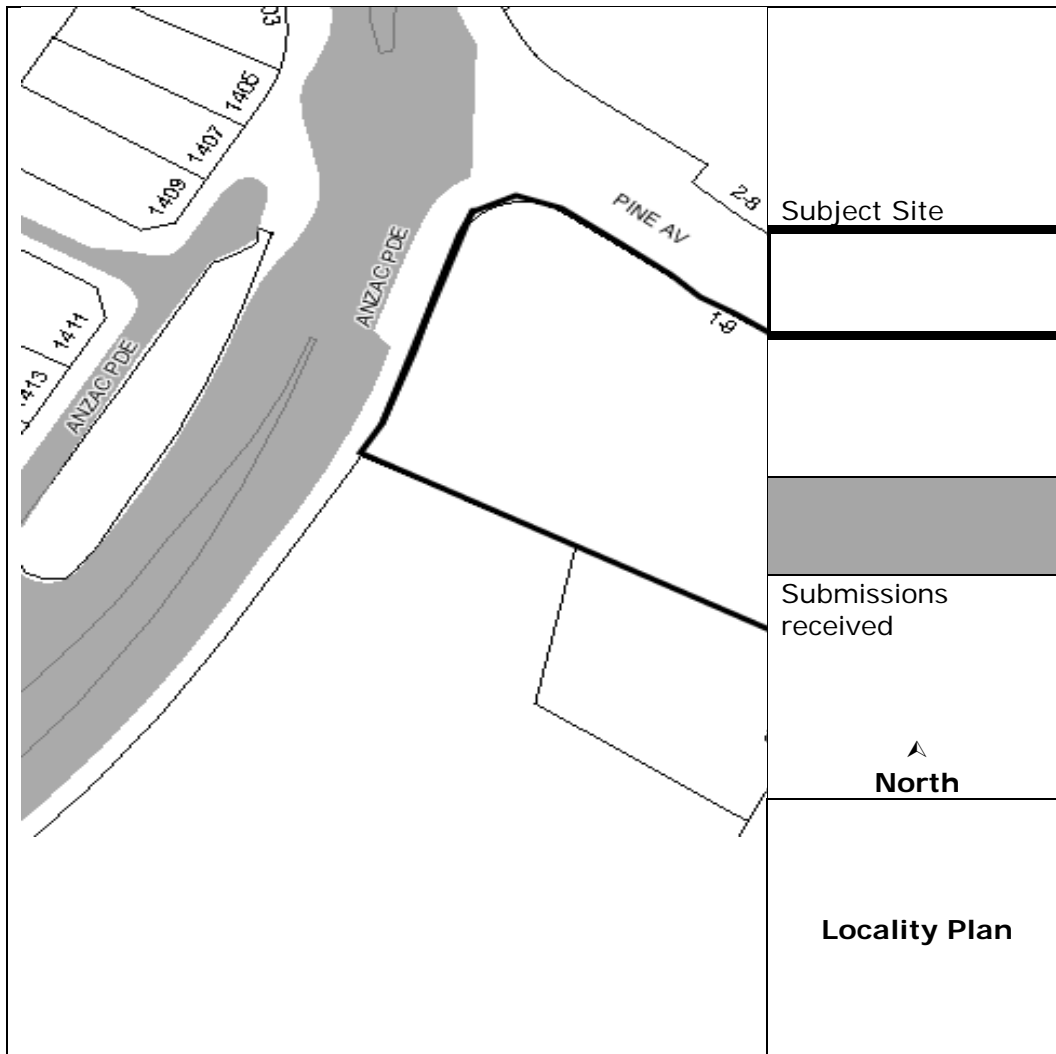 03
1405
1407
1409
1411
1413
ANZAC PDE
ANZAC PDE
PINE AV
2-8
1-9
Subject Site
Submissions
received
North
Locality Plan